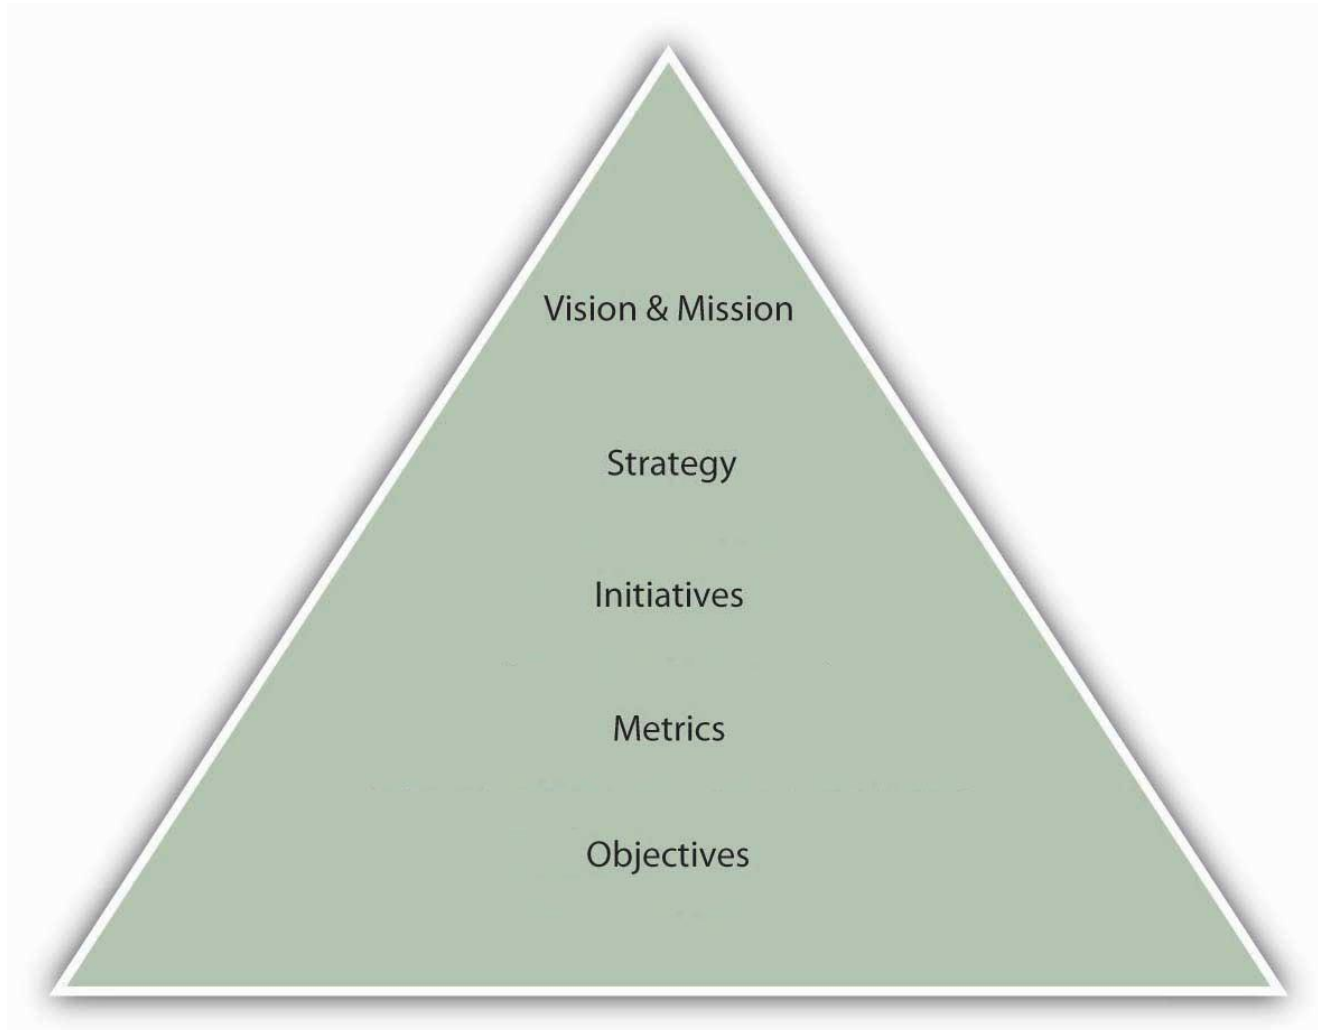 Vision & Mission
Strategy
Initiatives
Metrics
Objectives